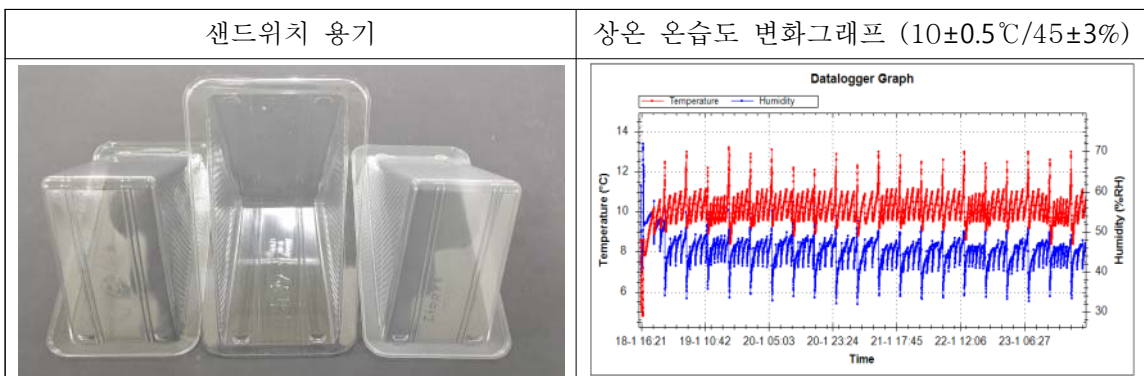 샌드위치 용기
상온 온습도 변화그래프 (10±0.5℃/45±3%)
Datalogger Graph
Temperature Humidity
Temperature (°C)
14
12
10
8
6
Humidity (%RH)
70
60
50
40
30
18-1 16:21 19-1 10:42 20-1 05:03 20-1 23:24 21-1 17:45 22-1 12:06 23-1 06:27
Time